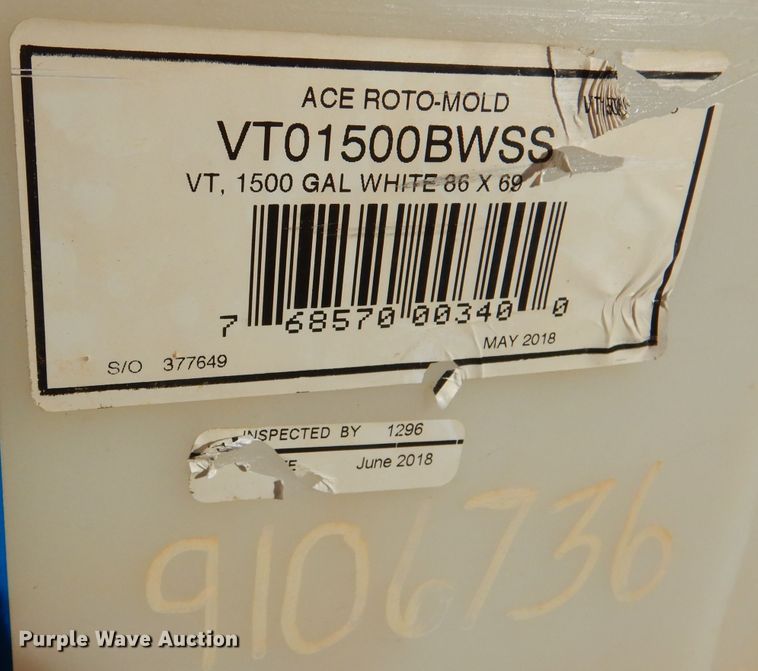 ACE ROTO-MOLD
VT01500BWSS
VT, 1500 GAL WHITE 86 X 69
7 68570 00340 0
MAY 2018
S/O 377649
INSPECTED BY 1296
June 2018
9106736
Purple Wave Auction